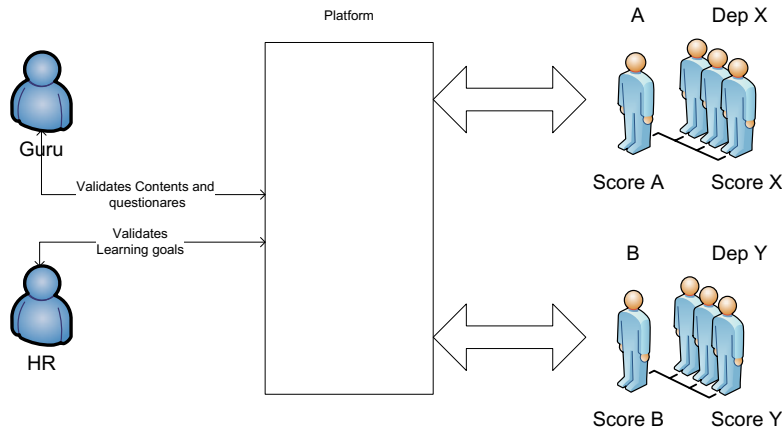 Platform
A
Dep X
Guru
Validates Contents and
questionares
Score A
Score X
Validates
Learning goals
B
Dep Y
HR
Score B
Score Y